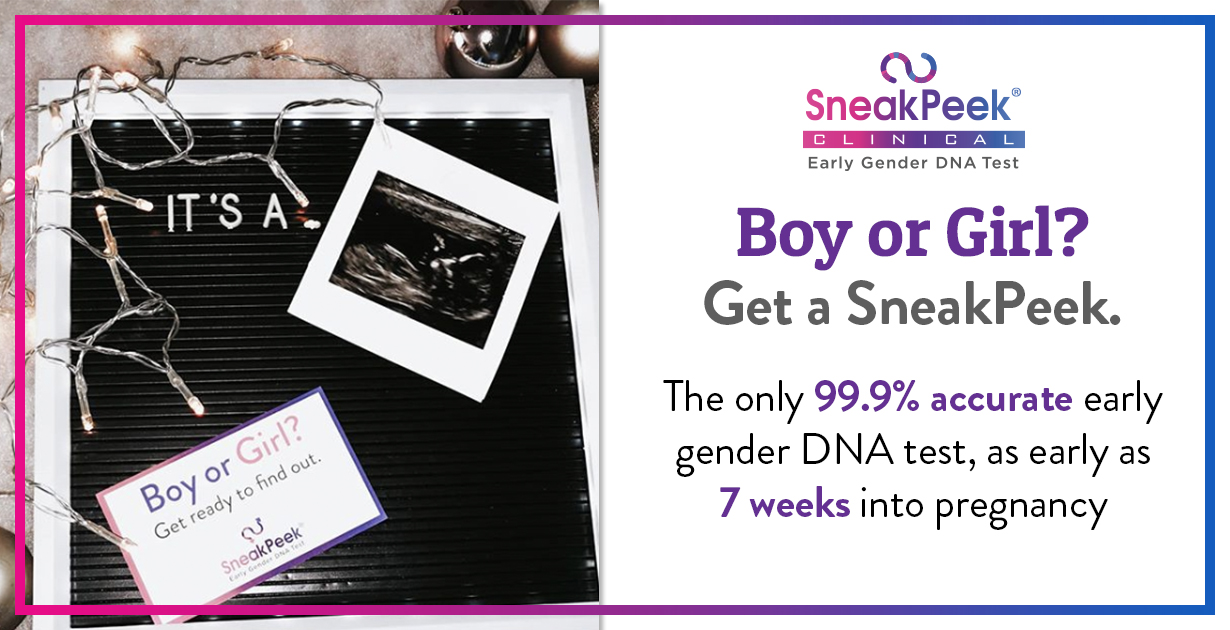 IT'S A
Boy or Girl?
Get ready to find out.
SneakPeek®
Early Gender DNA Test
SneakPeek®
CLINICAL
Early Gender DNA Test
Boy or Girl?
Get a SneakPeek.
The only 99.9% accurate early
gender DNA test, as early as
7 weeks into pregnancy